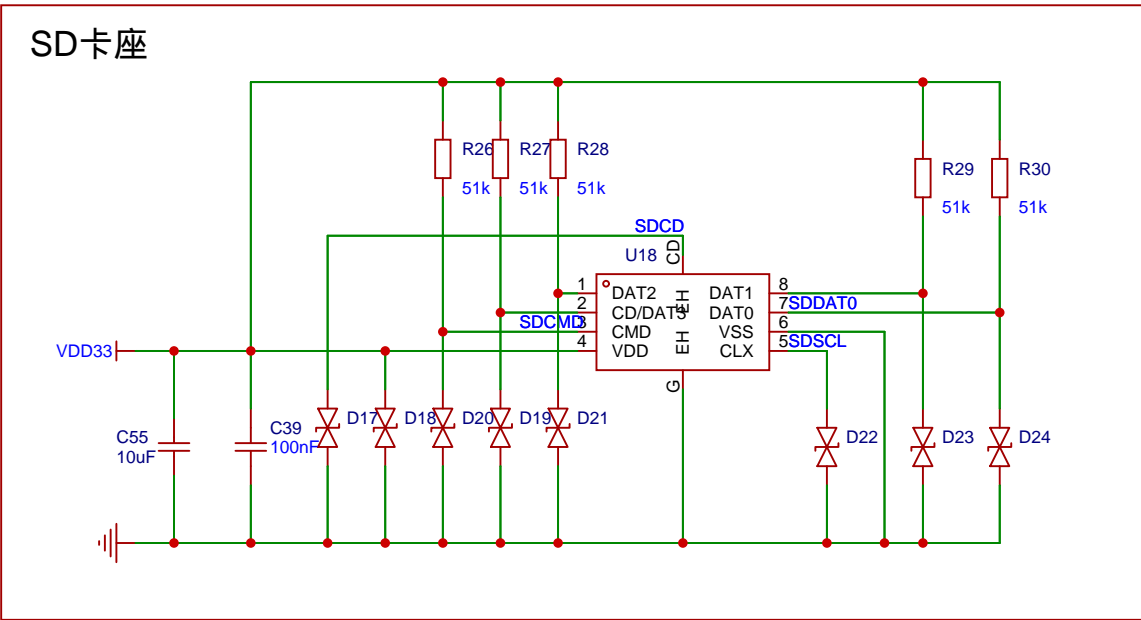 SD卡座
R26
51k
R27
51k
R28
51k
R29
51k
R30
51k
SDCD
U18
CD
1
2
3
4
DAT2
CD/DAT3
CMD
VDD
EH
EH
DAT1
DAT0
VSS
CLX
8
7
6
5
SDDAT0
SDCMD
SDSCL
VDD33
G
C55
10uF
C39
100nF
D17
D18
D20
D19
D21
D22
D23
D24